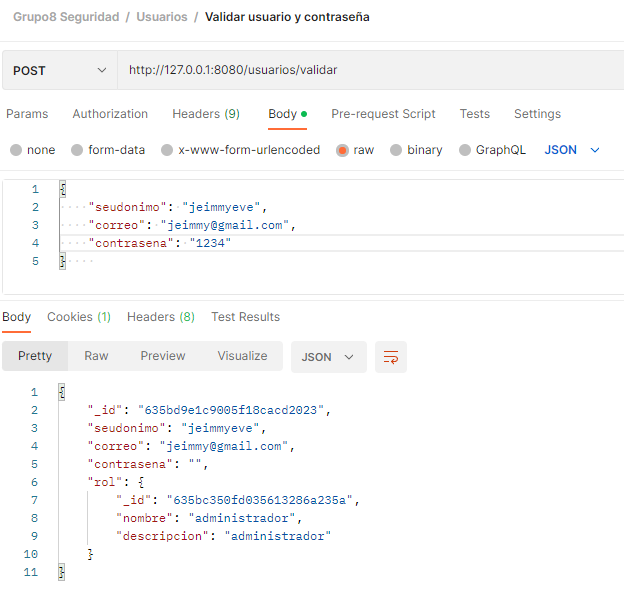 Grupo8 Seguridad / Usuarios / Validar usuario y contraseña
POST http://127.0.0.1:8080/usuarios/validar
Params Authorization Headers (9) Body Pre-request Script Tests Settings
none form-data x-www-form-urlencoded raw binary GraphQL JSON
1 {
2 "seudonimo": "jeimmyeve",
3 "correo": "jeimmy@gmail.com",
4 "contrasena": "1234"
5 }
Body Cookies (1) Headers (8) Test Results
Pretty Raw Preview Visualize JSON
1 {
2 "_id": "635bd9e1c9005f18cacd2023",
3 "seudonimo": "jeimmyeve",
4 "correo": "jeimmy@gmail.com",
5 "contrasena": "",
6 "rol": {
7 "_id": "635bc350fd035613286a235a",
8 "nombre": "administrador",
9 "descripcion": "administrador"
10 }
11 }